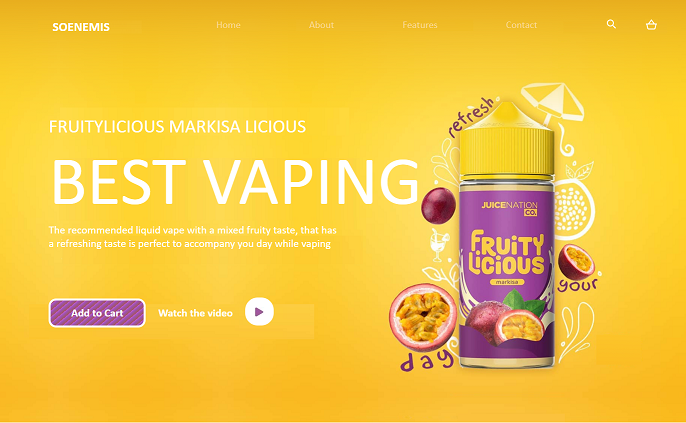 SOENEMIS
Home
About
Features
Contact
FRUITYLICIOUS MARKISA LICIOUS
BEST VAPING
The recommended liquid vape with a mixed fruity taste, that has
a refreshing taste is perfect to accompany you day while vaping
Add to Cart
Watch the video
refresh
JUICENATION
CO.
FRUITY
LICIOUS
markisa
your
day